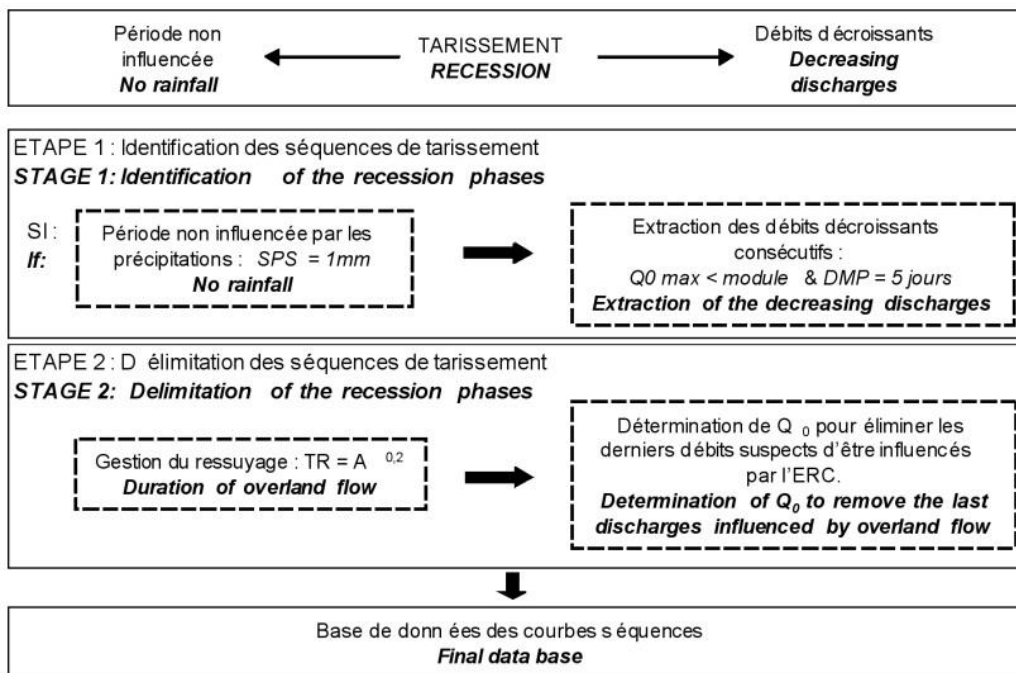 Période non
influencée
No rainfall
TARISSEMENT
RECESSION
Débits d écroissants
Decreasing
discharges
ETAPE 1 : Identification des séquences de tarissement
STAGE 1: Identification of the recession phases
SI :
If:
Période non influencée par les
précipitations : SPS = 1mm
No rainfall
Extraction des débits décroissants
consécutifs :
Q0 max < module & DMP = 5 jours
Extraction of the decreasing discharges
ETAPE 2 : D élimitation des séquences de tarissement
STAGE 2: Delimitation of the recession phases
Gestion du ressuyage : TR = A 0,2
Duration of overland flow
Détermination de Q 0 pour éliminer les
derniers débits suspects d'être influencés
par l'ERC.
Determination of Q0 to remove the last
discharges influenced by overland flow
Base de donn ées des courbes s équences
Final data base